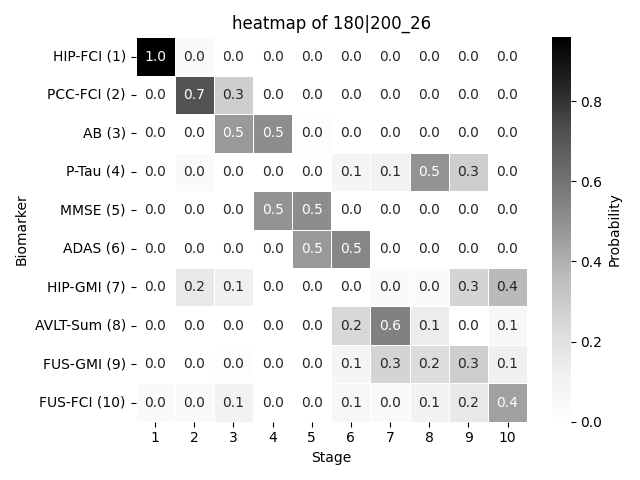 heatmap of 180|200_26
HIP-FCI (1) 1.0 0.0 0.0 0.0 0.0 0.0 0.0 0.0 0.0 0.0
PCC-FCI (2) 0.0 0.7 0.3 0.0 0.0 0.0 0.0 0.0 0.0 0.0
AB (3) 0.0 0.0 0.5 0.5 0.0 0.0 0.0 0.0 0.0 0.0
P-Tau (4) 0.0 0.0 0.0 0.0 0.0 0.1 0.1 0.5 0.3 0.0
MMSE (5) 0.0 0.0 0.0 0.5 0.5 0.0 0.0 0.0 0.0 0.0
ADAS (6) 0.0 0.0 0.0 0.0 0.5 0.5 0.0 0.0 0.0 0.0
HIP-GMI (7) 0.0 0.2 0.1 0.0 0.0 0.0 0.0 0.0 0.3 0.4
AVLT-Sum (8) 0.0 0.0 0.0 0.0 0.0 0.2 0.6 0.1 0.0 0.1
FUS-GMI (9) 0.0 0.0 0.0 0.0 0.0 0.1 0.3 0.2 0.3 0.1
FUS-FCI (10) 0.0 0.0 0.1 0.0 0.0 0.1 0.0 0.1 0.2 0.4
1 2 3 4 5 6 7 8 9 10
Stage
Biomarker
0.8
0.6
0.4
0.2
0.0
Probability